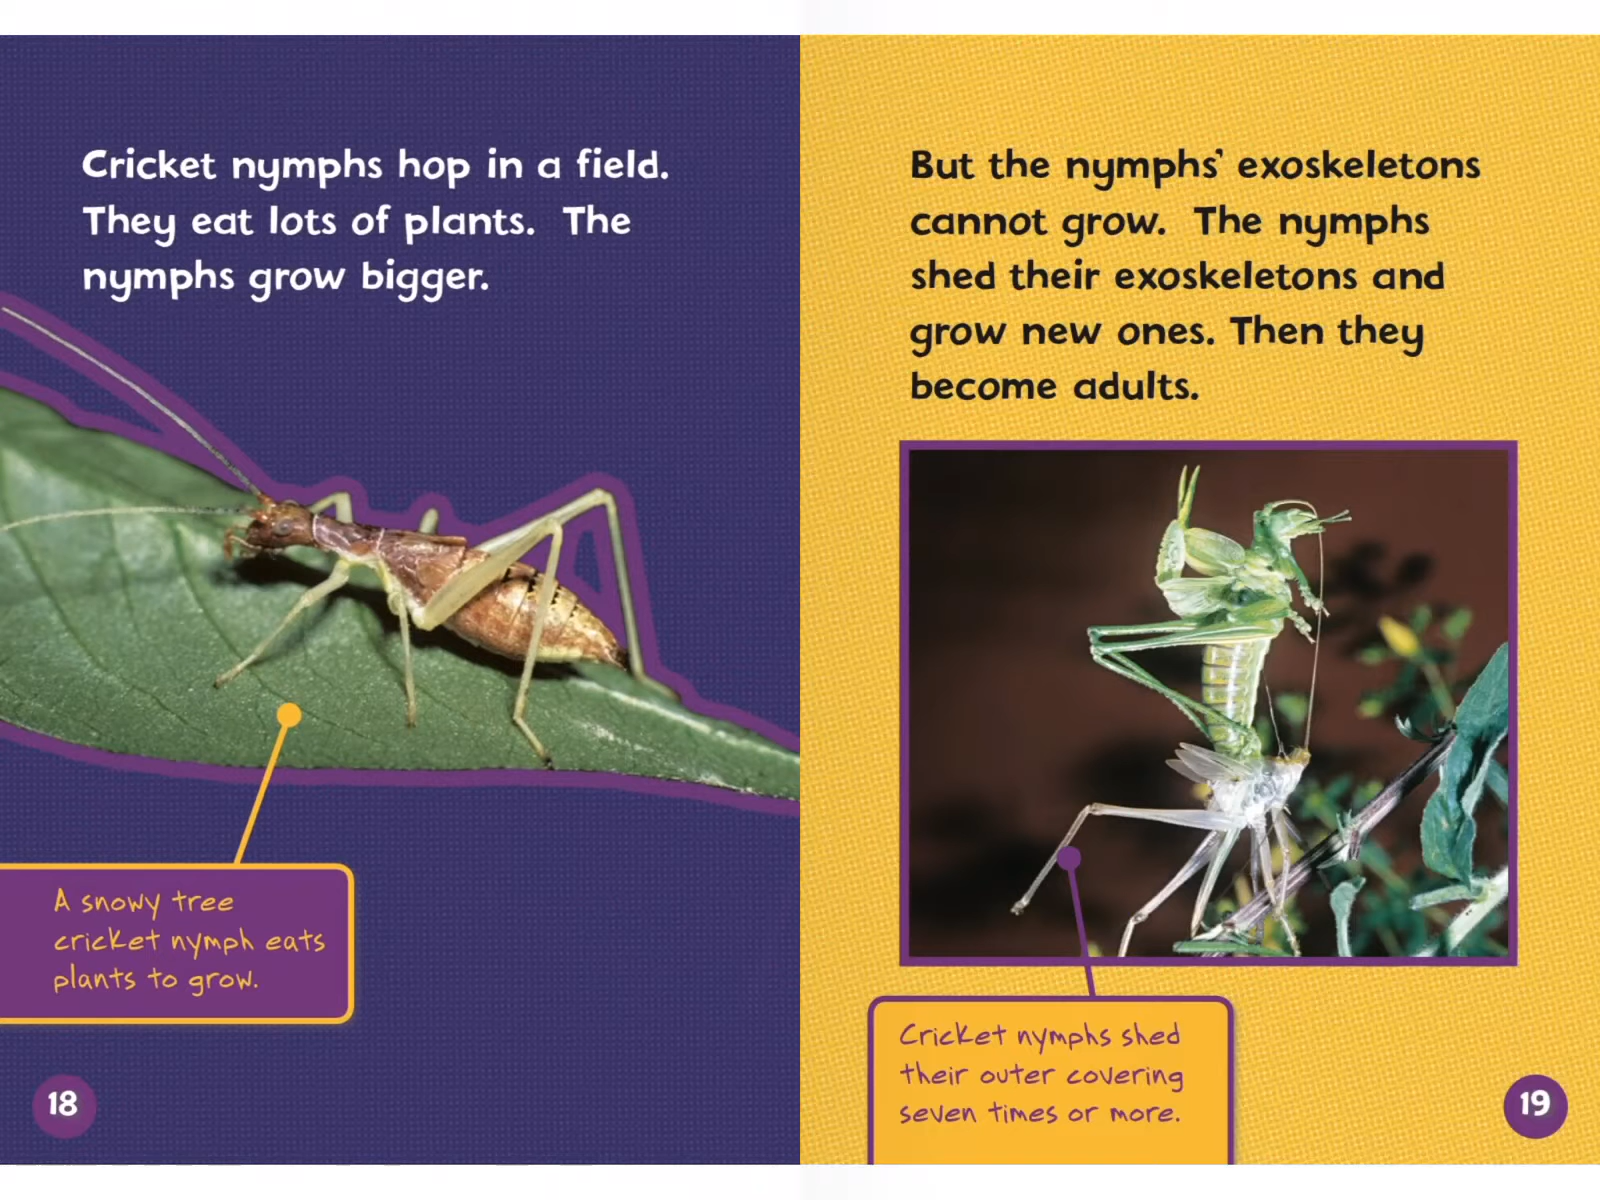 Cricket nymphs hop in a field.
They eat lots of plants.  The
nymphs grow bigger.
A snowy tree
cricket nymph eats
plants to grow.
18
But the nymphs’ exoskeletons
cannot grow.  The nymphs
shed their exoskeletons and
grow new ones. Then they
become adults.
Cricket nymphs shed
their outer covering
seven times or more.
19